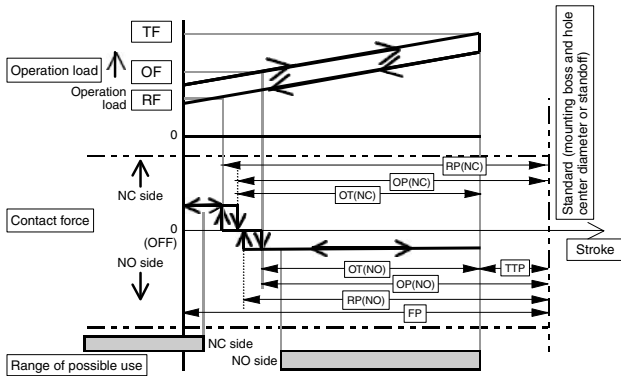 TF
Operation load
OF
Operation
load
RF
0
Standard (mounting boss and hole
center diameter or standoff)
RP(NC)
OP(NC)
OT(NC)
NC side
Contact force
0
(OFF)
Stroke
NO side
OT(NO)
TTP
OP(NO)
RP(NO)
FP
NC side
NO side
Range of possible use